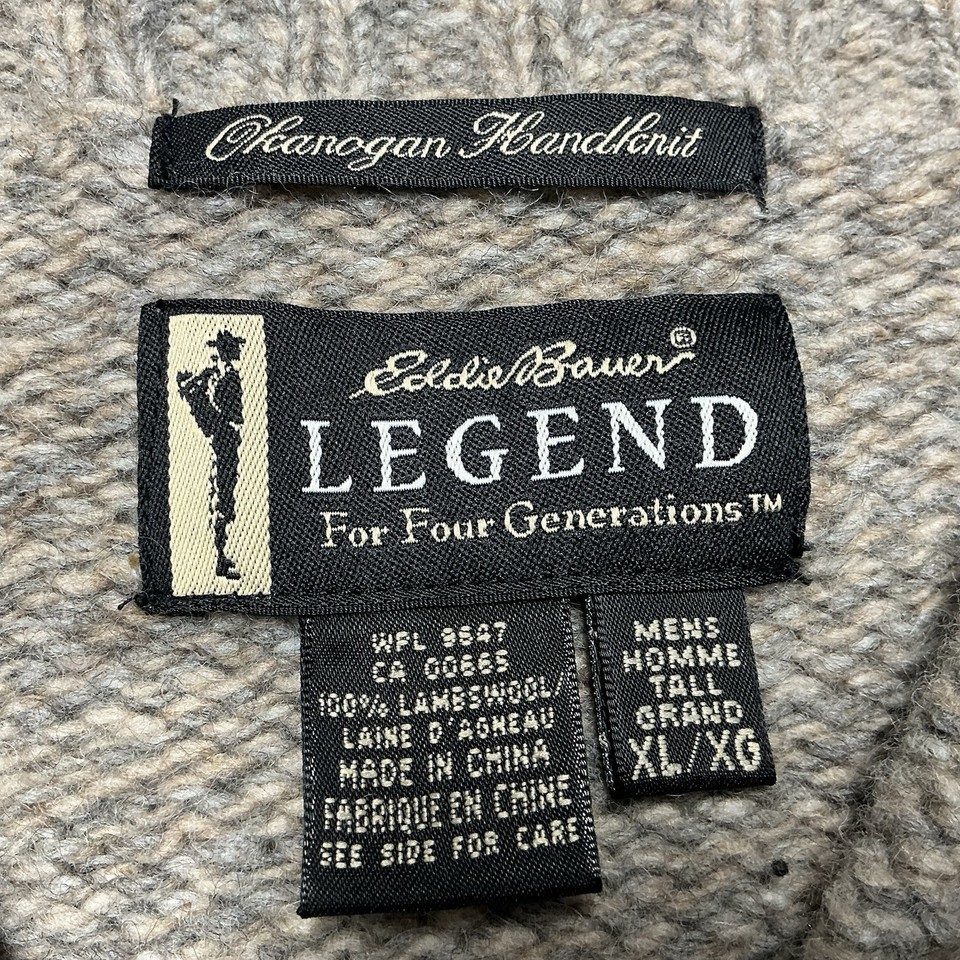 Okanogan Handknit
Eddie Bauer®
LEGEND
For Four Generations™
WPL 9647
CA 00665
100% LAMBSWOOL/
LAINE D'AGNEAU
MADE IN CHINA
FABRIQUE EN CHINE
SEE SIDE FOR CARE
MENS
HOMME
TALL
GRAND
XL/XG